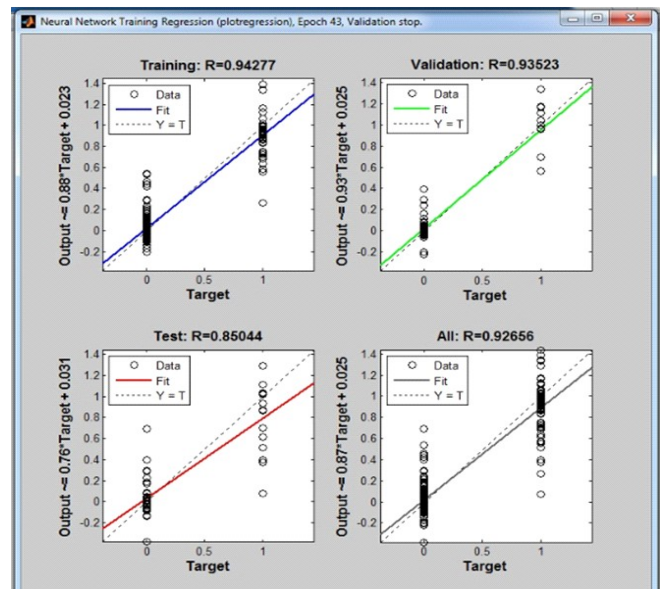 Neural Network Training Regression (plotregression), Epoch 43, Validation stop.
Training: R=0.94277
Output ~= 0.88*Target + 0.023
1.4
1.2
1
0.8
0.6
0.4
0.2
0
-0.2
Data
Fit
Y = T
0 0.5 1
Target
Validation: R=0.93523
Output ~= 0.93*Target + 0.025
1.4
1.2
1
0.8
0.6
0.4
0.2
0
-0.2
Data
Fit
Y = T
0 0.5 1
Target
Test: R=0.85044
Output ~= 0.76*Target + 0.031
1.4
1.2
1
0.8
0.6
0.4
0.2
0
-0.2
Data
Fit
Y = T
0 0.5 1
Target
All: R=0.92656
Output ~= 0.87*Target + 0.025
1.4
1.2
1
0.8
0.6
0.4
0.2
0
-0.2
Data
Fit
Y = T
0 0.5 1
Target